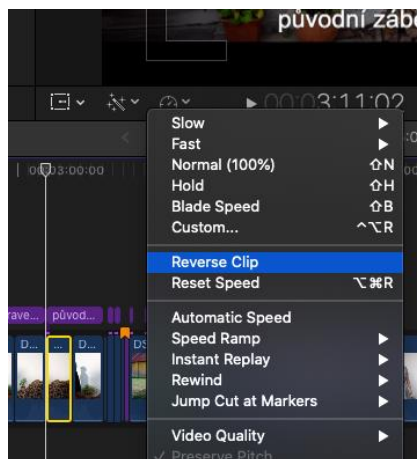 původní záb
00:03:11:02
Slow
Fast
Normal (100%) ⇧N
Hold ⇧H
Blade Speed ⇧B
Custom... ^⌥R
00:03:00:00
Reverse Clip
Reset Speed ⌥⌘R
Automatic Speed
rave... původ...
Speed Ramp
D... ... D... DS
Instant Replay
Rewind
Jump Cut at Markers
Video Quality
✓ Preserve Pitch